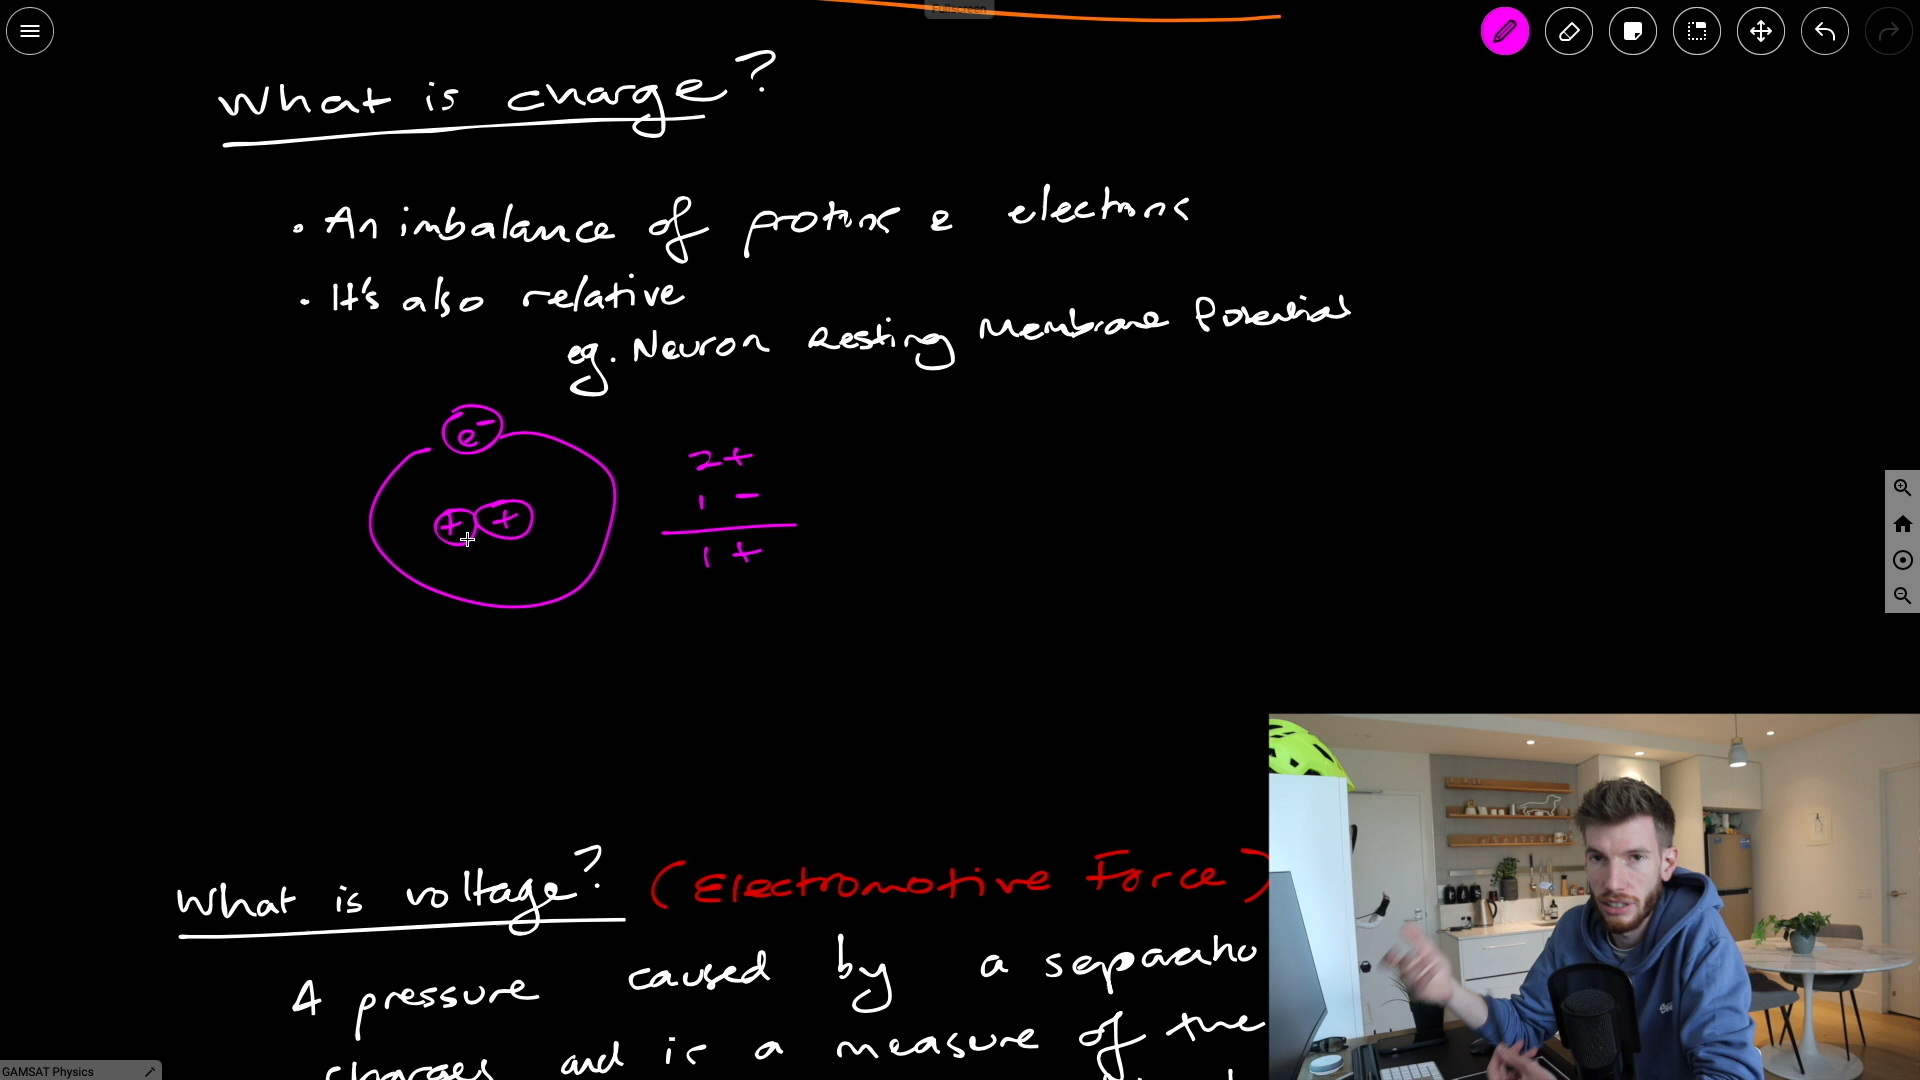 Fullscreen
What is charge?
• An imbalance of protons & electrons
• It's also relative
eg. Neuron Resting Membrane Potential
e-
+ +
2+
1 -
1 +
What is voltage? (Electromotive Force)
A pressure caused by a separatio
charges and is a measure of the
GAMSAT Physics